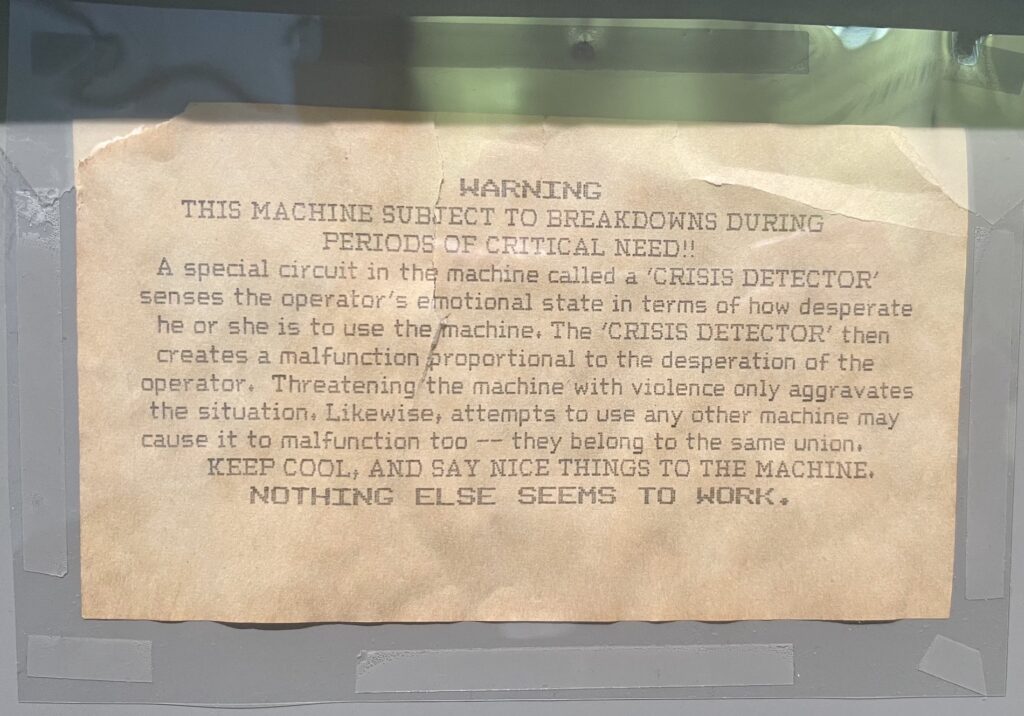 WARNING
THIS MACHINE SUBJECT TO BREAKDOWNS DURING
PERIODS OF CRITICAL NEED!!
A special circuit in the machine called a 'CRISIS DETECTOR'
senses the operator's emotional state in terms of how desperate
he or she is to use the machine. The 'CRISIS DETECTOR' then
creates a malfunction proportional to the desperation of the
operator.  Threatening the machine with violence only aggravates
the situation. Likewise, attempts to use any other machine may
cause it to malfunction too -- they belong to the same union.
KEEP COOL, AND SAY NICE THINGS TO THE MACHINE.
NOTHING ELSE SEEMS TO WORK.